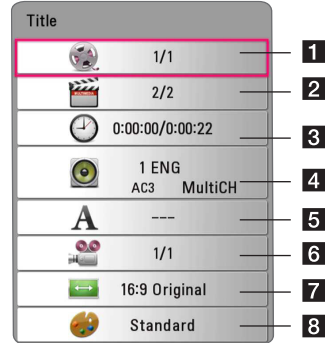 Title
1/1 1
2/2 2
0:00:00/0:00:22 3
1 ENG
AC3 MultiCH 4
A --- 5
1/1 6
16:9 Original 7
Standard 8